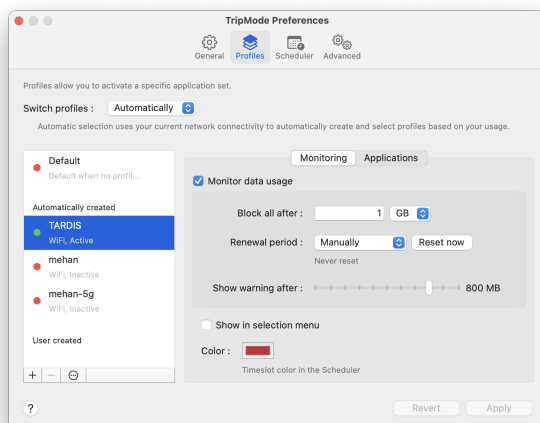 TripMode Preferences
General
Profiles
Scheduler
Advanced
Profiles allow you to activate a specific application set.
Switch profiles : Automatically
Automatic selection uses your current network connectivity to automatically create and select profiles based on your usage.
Default
Default when no profil...
Automatically created
TARDIS
WiFi, Active
mehan
WiFi, Inactive
mehan-5g
WiFi, Inactive
User created
Monitoring
Applications
Monitor data usage
Block all after : 1 GB
Renewal period : Manually Reset now
Never reset
Show warning after : 800 MB
Show in selection menu
Color :
Timeslot color in the Scheduler
?
Revert
Apply